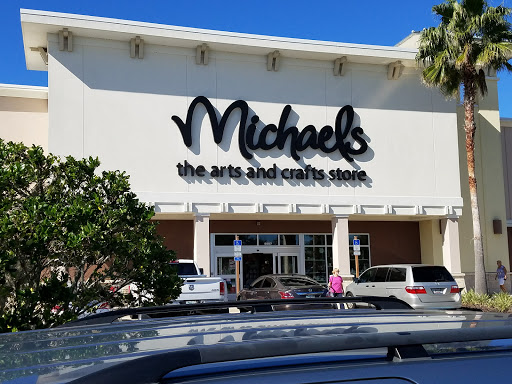 Michaels
the arts and crafts store